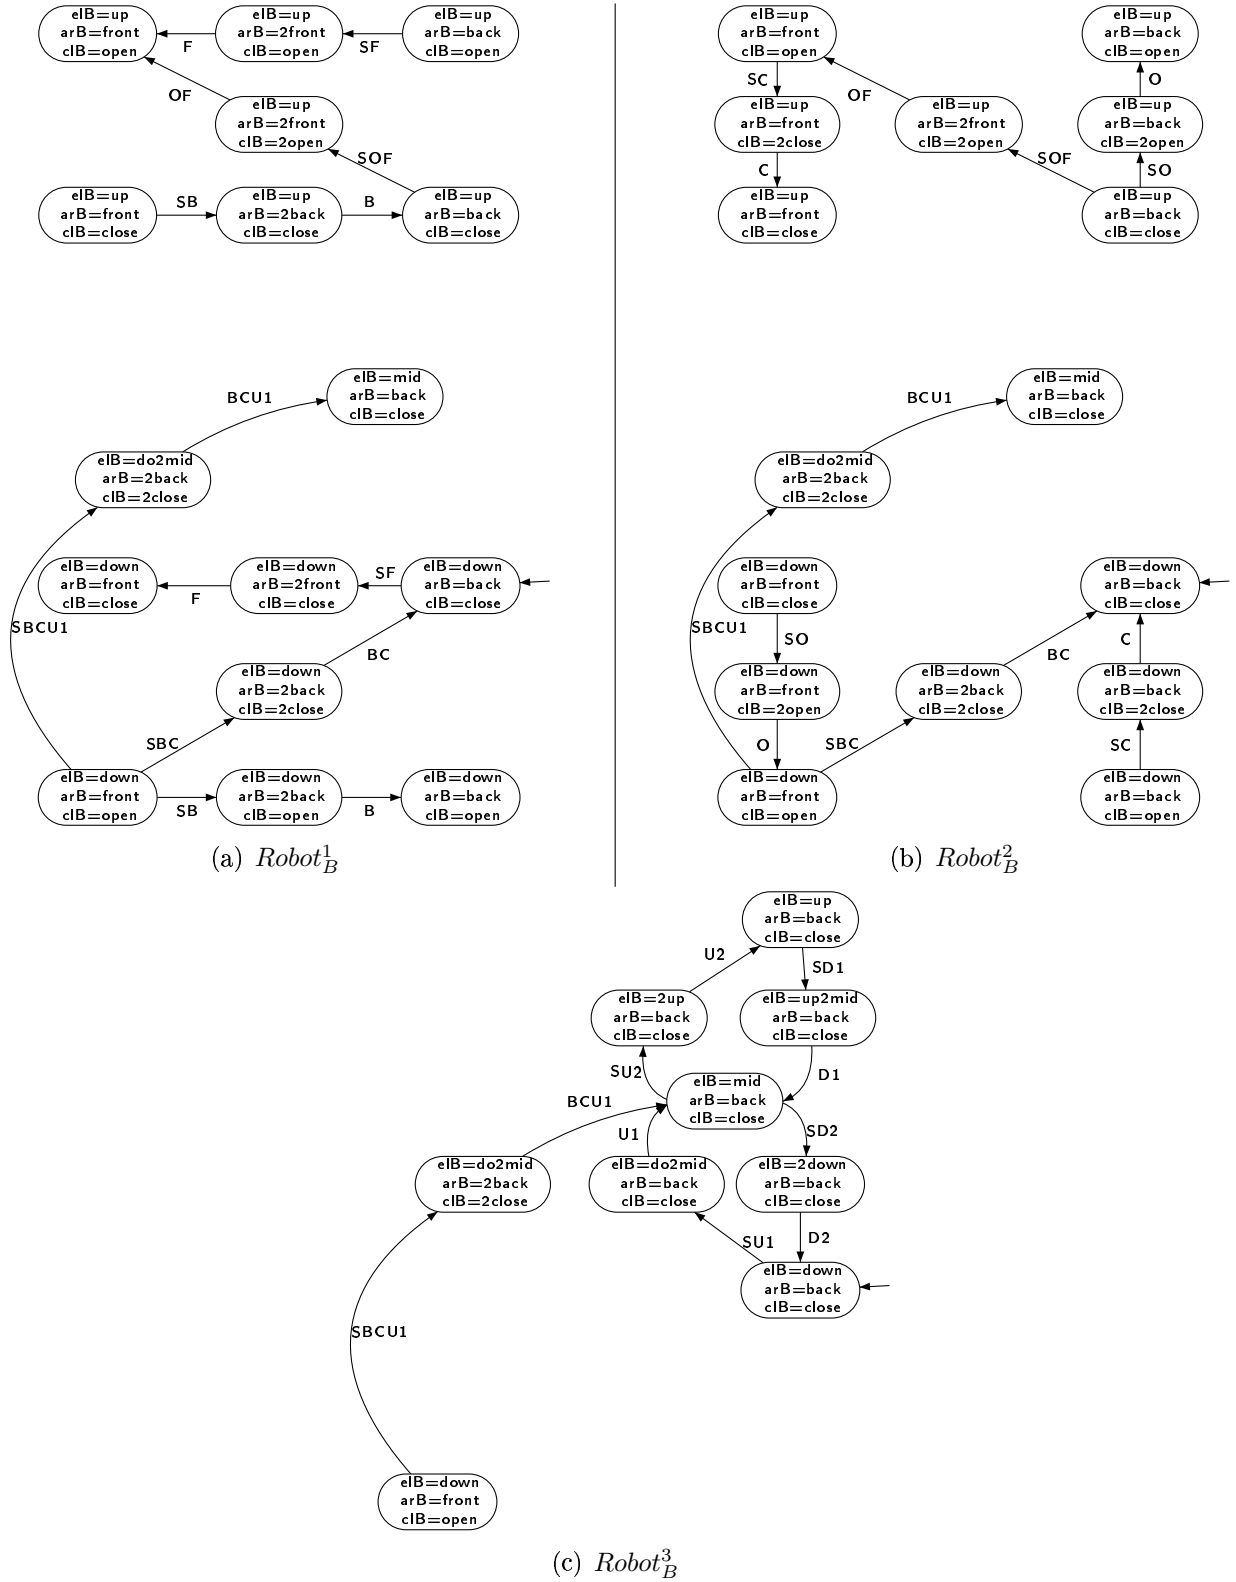 elB=up
arB=front
clB=open
F
elB=up
arB=2front
clB=open
SF
elB=up
arB=back
clB=open
OF
elB=up
arB=2front
clB=2open
SOF
elB=up
arB=front
clB=close
SB
elB=up
arB=2back
clB=close
B
elB=up
arB=back
clB=close
BCU1
elB=mid
arB=back
clB=close
elB=do2mid
arB=2back
clB=2close
SBCU1
elB=down
arB=front
clB=close
F
elB=down
arB=2front
clB=close
SF
elB=down
arB=back
clB=close
BC
elB=down
arB=2back
clB=2close
SBC
elB=down
arB=front
clB=open
SB
elB=down
arB=2back
clB=open
B
elB=down
arB=back
clB=open
(a) Robot¹_B
elB=up
arB=front
clB=open
SC
elB=up
arB=front
clB=2close
C
elB=up
arB=front
clB=close
OF
elB=up
arB=2front
clB=2open
SOF
elB=up
arB=back
clB=open
O
elB=up
arB=back
clB=2open
SO
elB=up
arB=back
clB=close
BCU1
elB=mid
arB=back
clB=close
elB=do2mid
arB=2back
clB=2close
SBCU1
elB=down
arB=front
clB=close
SO
elB=down
arB=front
clB=2open
O
elB=down
arB=front
clB=open
SBC
elB=down
arB=2back
clB=2close
BC
elB=down
arB=back
clB=close
C
elB=down
arB=back
clB=2close
SC
elB=down
arB=back
clB=open
(b) Robot²_B
elB=up
arB=back
clB=close
U2
SD1
elB=2up
arB=back
clB=close
elB=up2mid
arB=back
clB=close
SU2
D1
elB=mid
arB=back
clB=close
BCU1
U1
SD2
elB=do2mid
arB=2back
clB=2close
elB=do2mid
arB=back
clB=close
elB=2down
arB=back
clB=close
SU1
D2
elB=down
arB=back
clB=close
SBCU1
elB=down
arB=front
clB=open
(c) Robot³_B